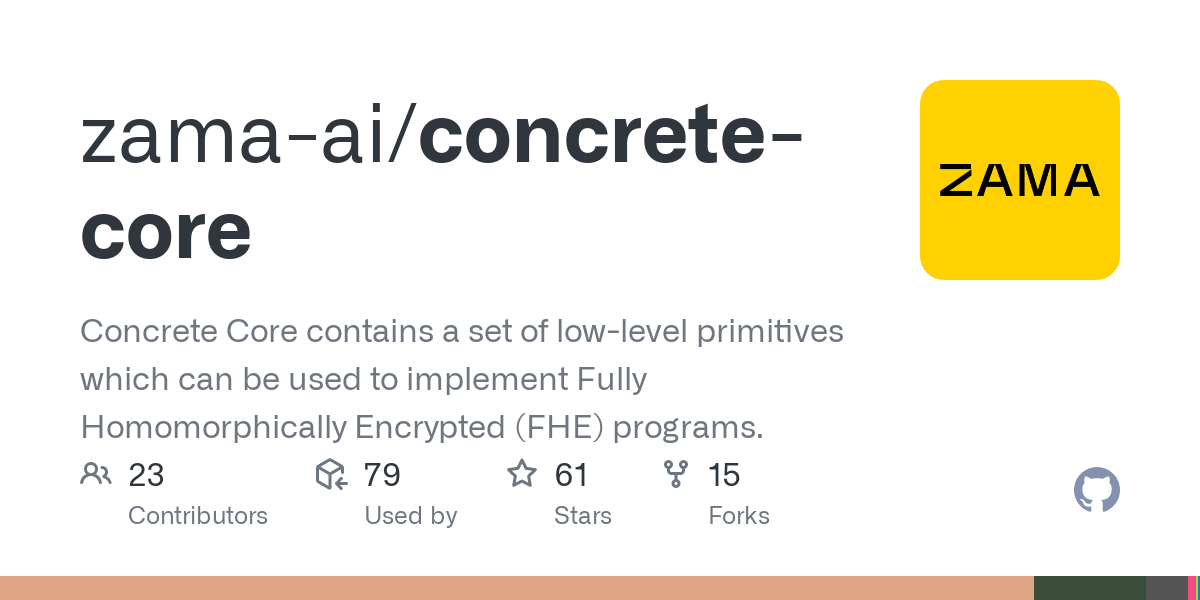 zama-ai/concrete-
core
ZAMA
Concrete Core contains a set of low-level primitives
which can be used to implement Fully
Homomorphically Encrypted (FHE) programs.
23 79 61 15
Contributors Used by Stars Forks